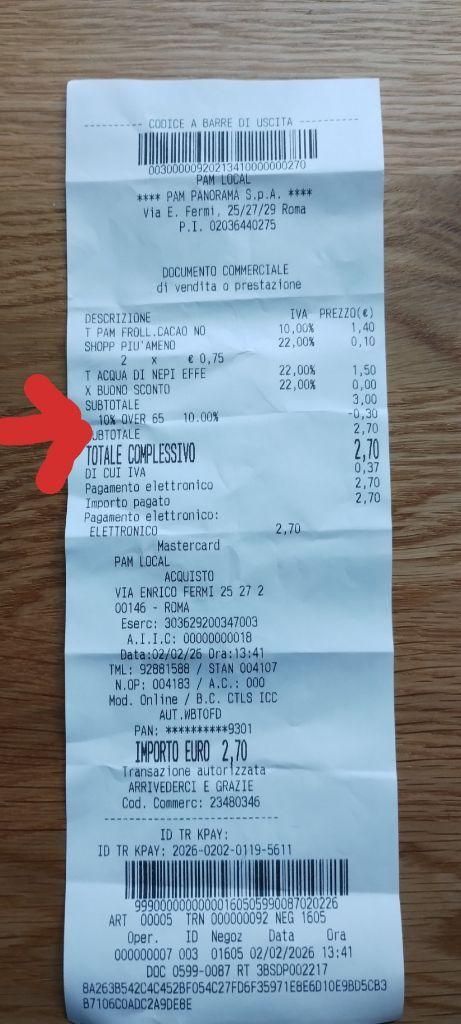 CODICE A BARRE DI USCITA
0030000092021341000000270
PAM LOCAL
**** PAM PANORAMA S.p.A. ****
Via E. Fermi, 25/27/29 Roma
P.I. 02036440275
DOCUMENTO COMMERCIALE
di vendita o prestazione
DESCRIZIONE IVA PREZZO(€)
T PAM FROLL.CACAO NO 10,00% 1,40
SHOPP PIU'AMENO 22,00% 0,10
2 x € 0,75
T ACQUA DI NEPI EFFE 22,00% 1,50
X BUONO SCONTO 22,00% 0,00
SUBTOTALE 3,00
10% OVER 65 10.00% -0,30
UBTOTALE 2,70
TOTALE COMPLESSIVO 2,70
DI CUI IVA 0,37
Pagamento elettronico 2,70
Importo pagato 2,70
Pagamento elettronico:
ELETTRONICO 2,70
Mastercard
PAM LOCAL
ACQUISTO
VIA ENRICO FERMI 25 27 2
00146 - ROMA
Eserc: 303629200347003
A.I.I.C: 00000000018
Data:02/02/26 Ora:13:41
TML: 92881588 / STAN 004107
N.OP: 004183 / A.C.: 000
Mod. Online / B.C. CTLS ICC
AUT.WBTOFD
PAN: **********9301
IMPORTO EURO 2,70
Transazione autorizzata
ARRIVEDERCI E GRAZIE
Cod. Commerc: 23480346
ID TR KPAY:
ID TR KPAY: 2026-0202-0119-5611
9990000000000016050599008702​0226
ART 00005 TRN 000000092 NEG 1605
Oper. ID Negoz Data Ora
000000007 003 01605 02/02/2026 13:41
DOC 0599-0087 RT 3BSDP002217
8A263B542C4C452BF054C27FD6F35971E8E6D10E9BD5CB3
B7106C0ADC2A9DE8E